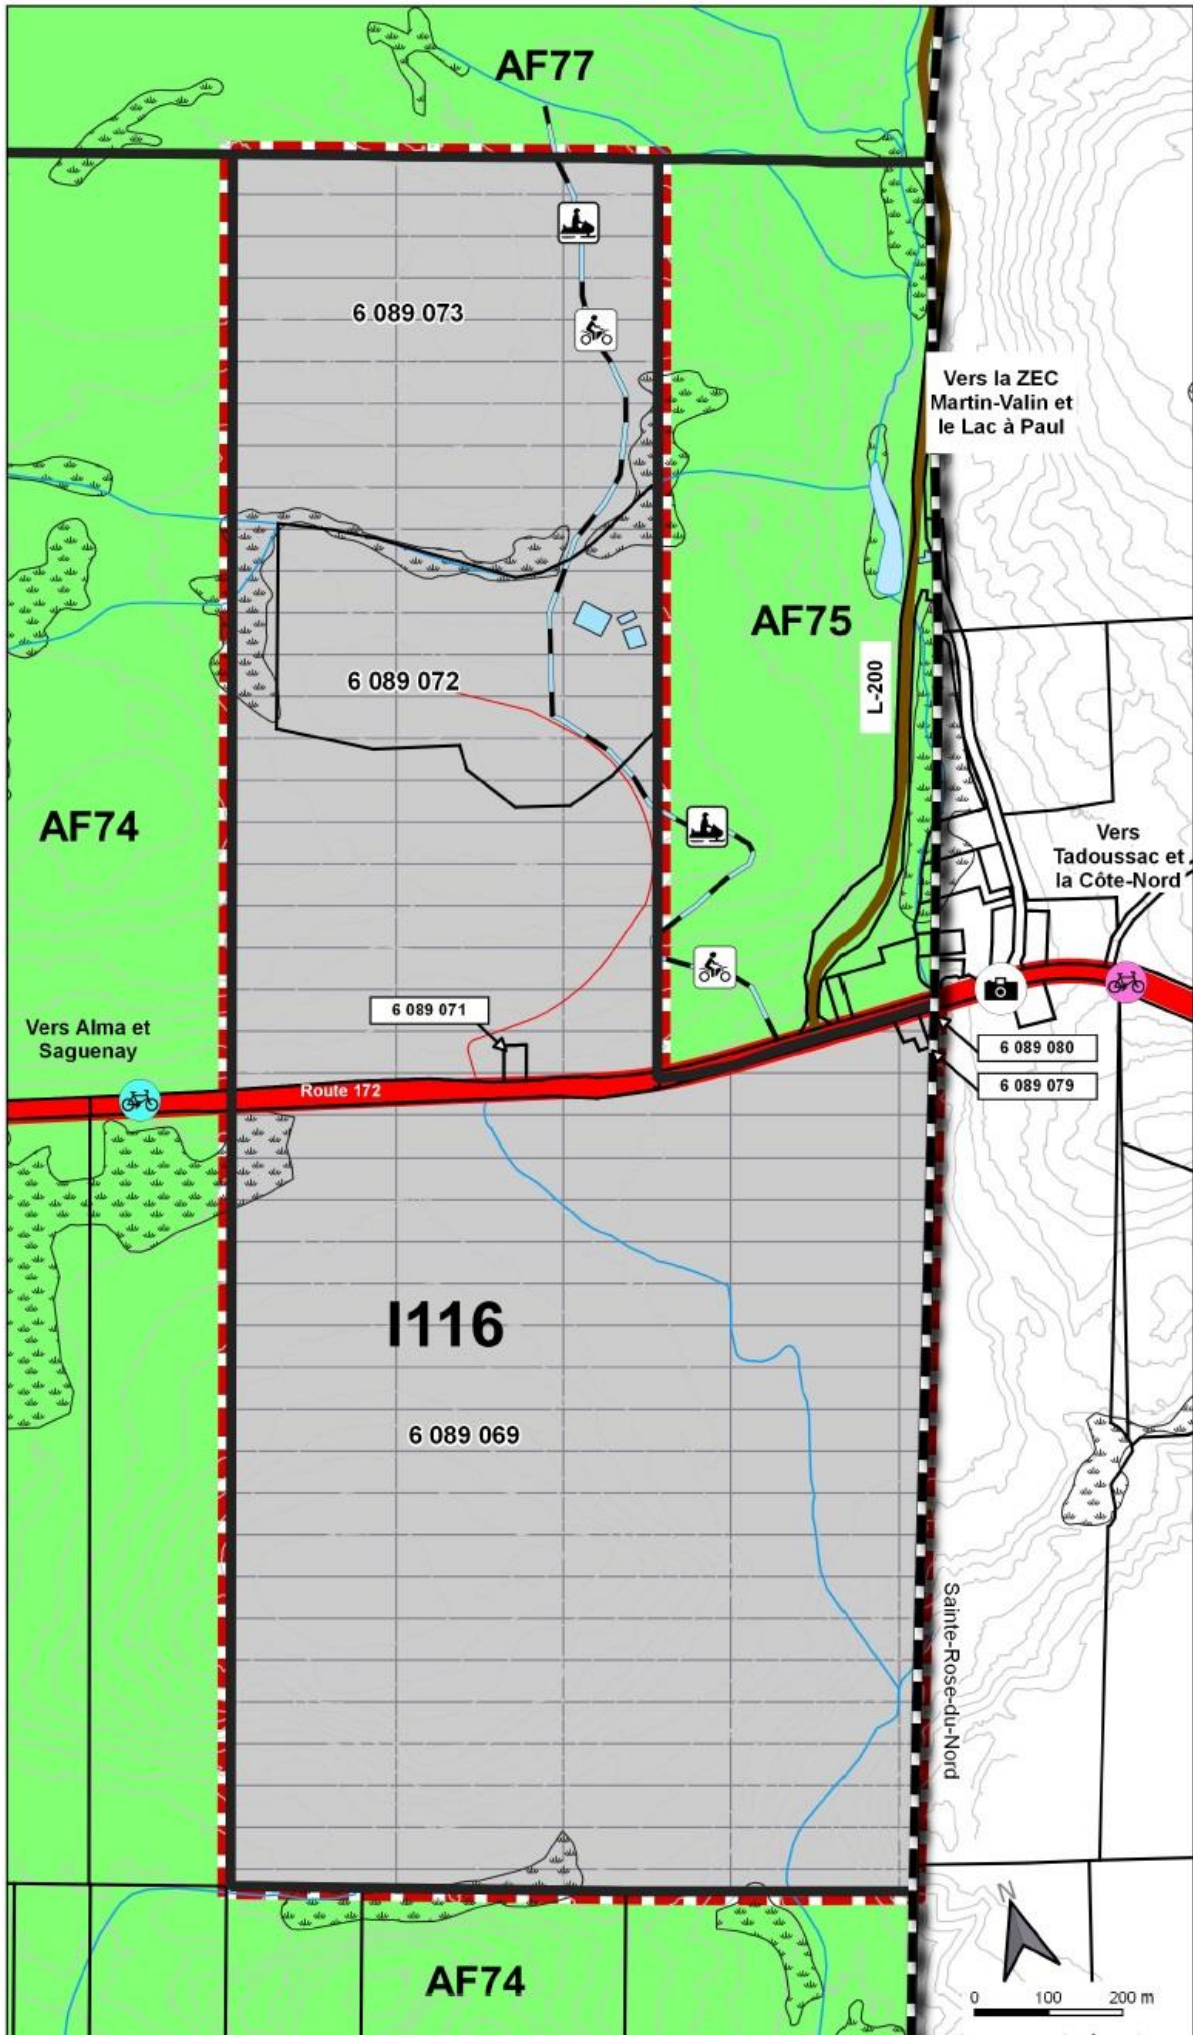 AF77
6 089 073
Vers la ZEC
Martin-Valin et
le Lac à Paul
AF75
L-200
6 089 072
AF74
Vers
Tadoussac et
la Côte-Nord
6 089 071
Vers Alma et
Saguenay
6 089 080
6 089 079
Route 172
I116
6 089 069
Sainte-Rose-du-Nord
N
0 100 200 m
AF74